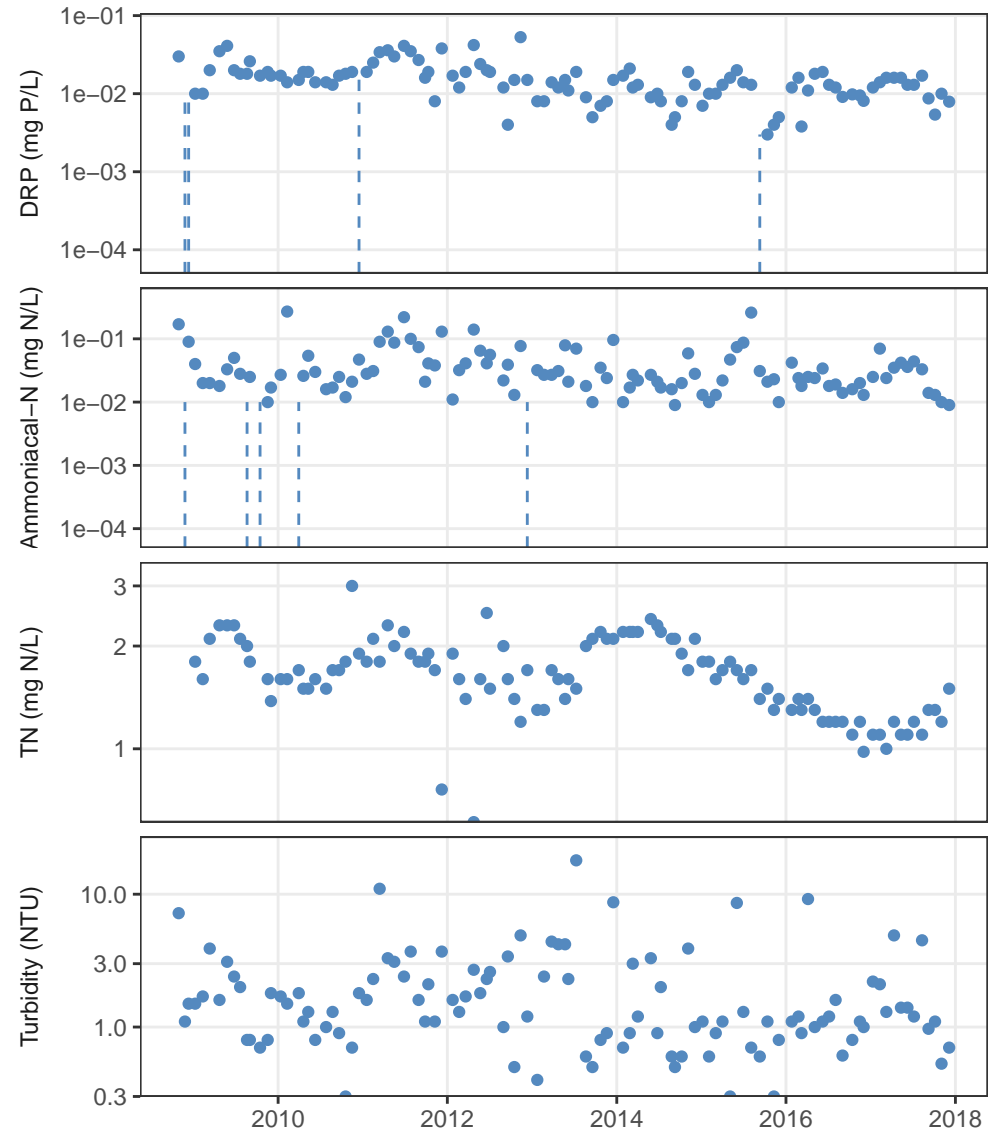 DRP (mg P/L)
1e−01
1e−02
1e−03
1e−04
Ammoniacal−N (mg N/L)
1e−01
1e−02
1e−03
1e−04
TN (mg N/L)
3
2
1
Turbidity (NTU)
10.0
3.0
1.0
0.3
2010 2012 2014 2016 2018